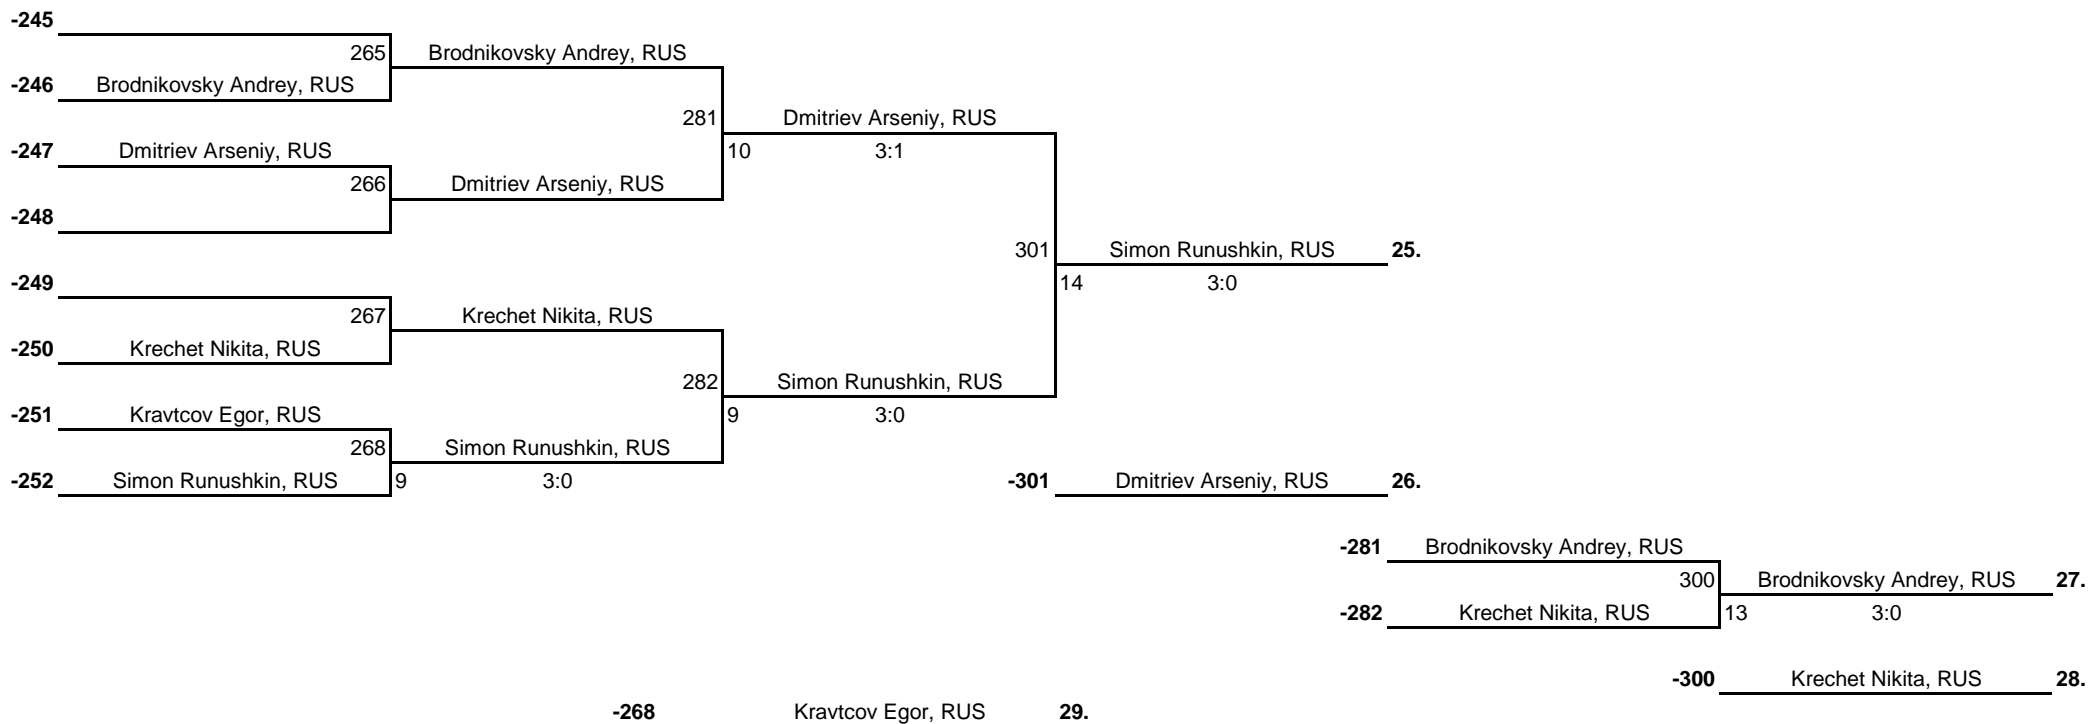 -245
265 Brodnikovsky Andrey, RUS
-246 Brodnikovsky Andrey, RUS
281 Dmitriev Arseniy, RUS
-247 Dmitriev Arseniy, RUS 10 3:1
266 Dmitriev Arseniy, RUS
-248
301 Simon Runushkin, RUS 25.
-249 14 3:0
267 Krechet Nikita, RUS
-250 Krechet Nikita, RUS
282 Simon Runushkin, RUS
-251 Kravtcov Egor, RUS 9 3:0
268 Simon Runushkin, RUS
-252 Simon Runushkin, RUS 9 3:0 -301 Dmitriev Arseniy, RUS 26.
-281 Brodnikovsky Andrey, RUS
300 Brodnikovsky Andrey, RUS 27.
-282 Krechet Nikita, RUS 13 3:0
-300 Krechet Nikita, RUS 28.
-268 Kravtcov Egor, RUS 29.